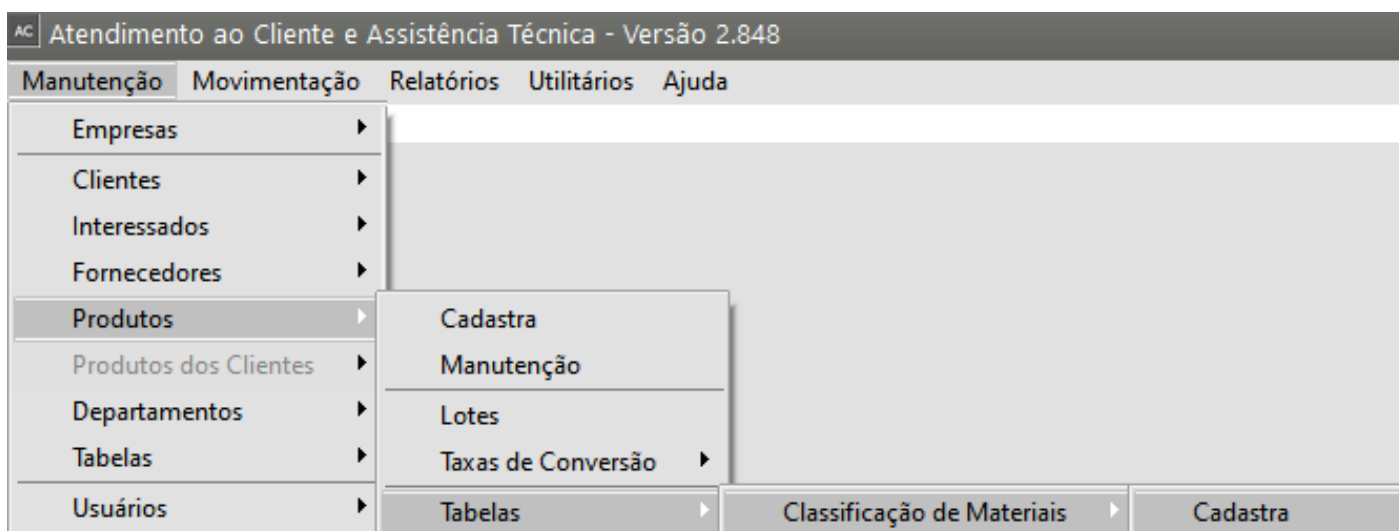 AC Atendimento ao Cliente e Assistência Técnica - Versão 2.848
Manutenção Movimentação Relatórios Utilitários Ajuda
Empresas
Clientes
Interessados
Fornecedores
Produtos Cadastra
Produtos dos Clientes Manutenção
Departamentos Lotes
Tabelas Taxas de Conversão
Usuários Tabelas Classificação de Materiais Cadastra